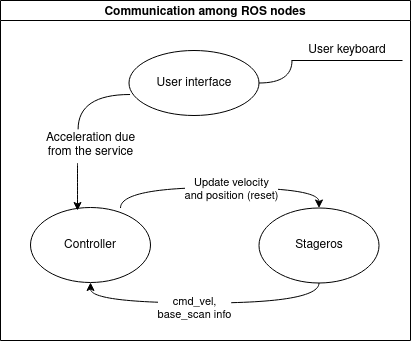 Communication among ROS nodes
User keyboard
User interface
Acceleration due
from the service
Update velocity
and position (reset)
Controller
Stageros
cmd_vel,
base_scan info